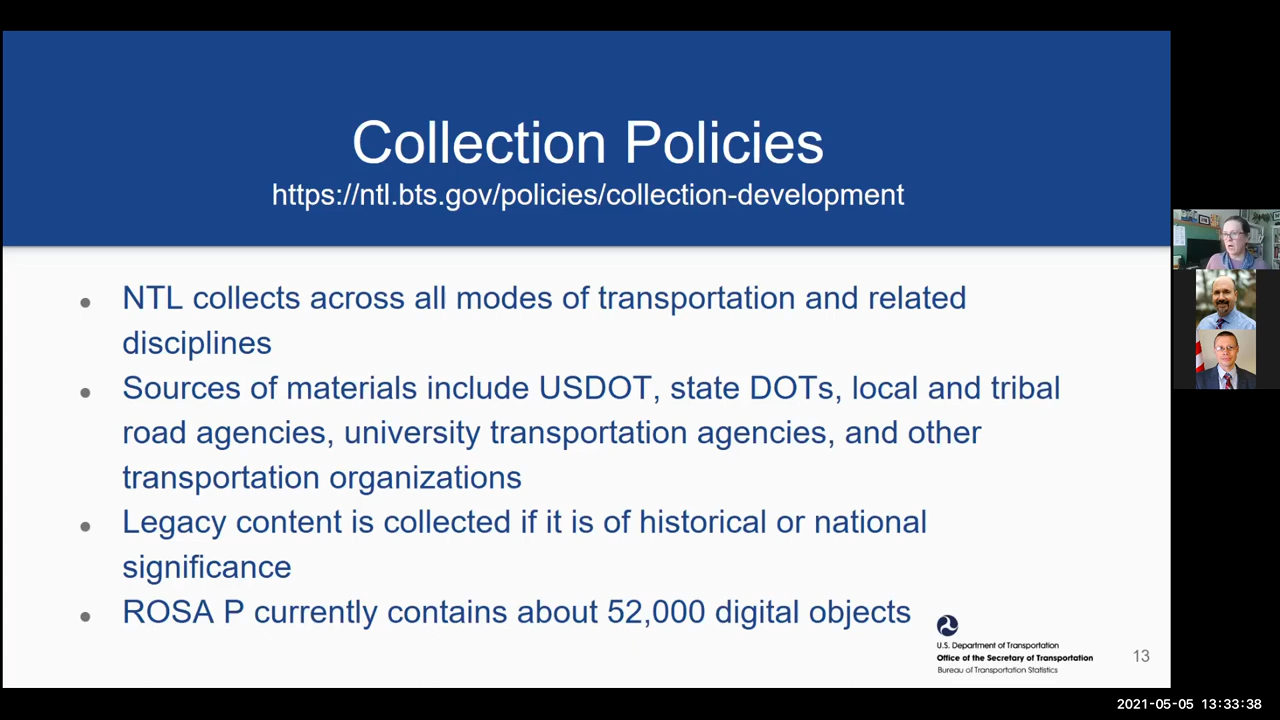 Collection Policies
https://ntl.bts.gov/policies/collection-development
NTL collects across all modes of transportation and related
disciplines
Sources of materials include USDOT, state DOTs, local and tribal
road agencies, university transportation agencies, and other
transportation organizations
Legacy content is collected if it is of historical or national
significance
ROSA P currently contains about 52,000 digital objects
U.S. Department of Transportation
Office of the Secretary of Transportation
Bureau of Transportation Statistics
13
2021-05-05 13:33:38